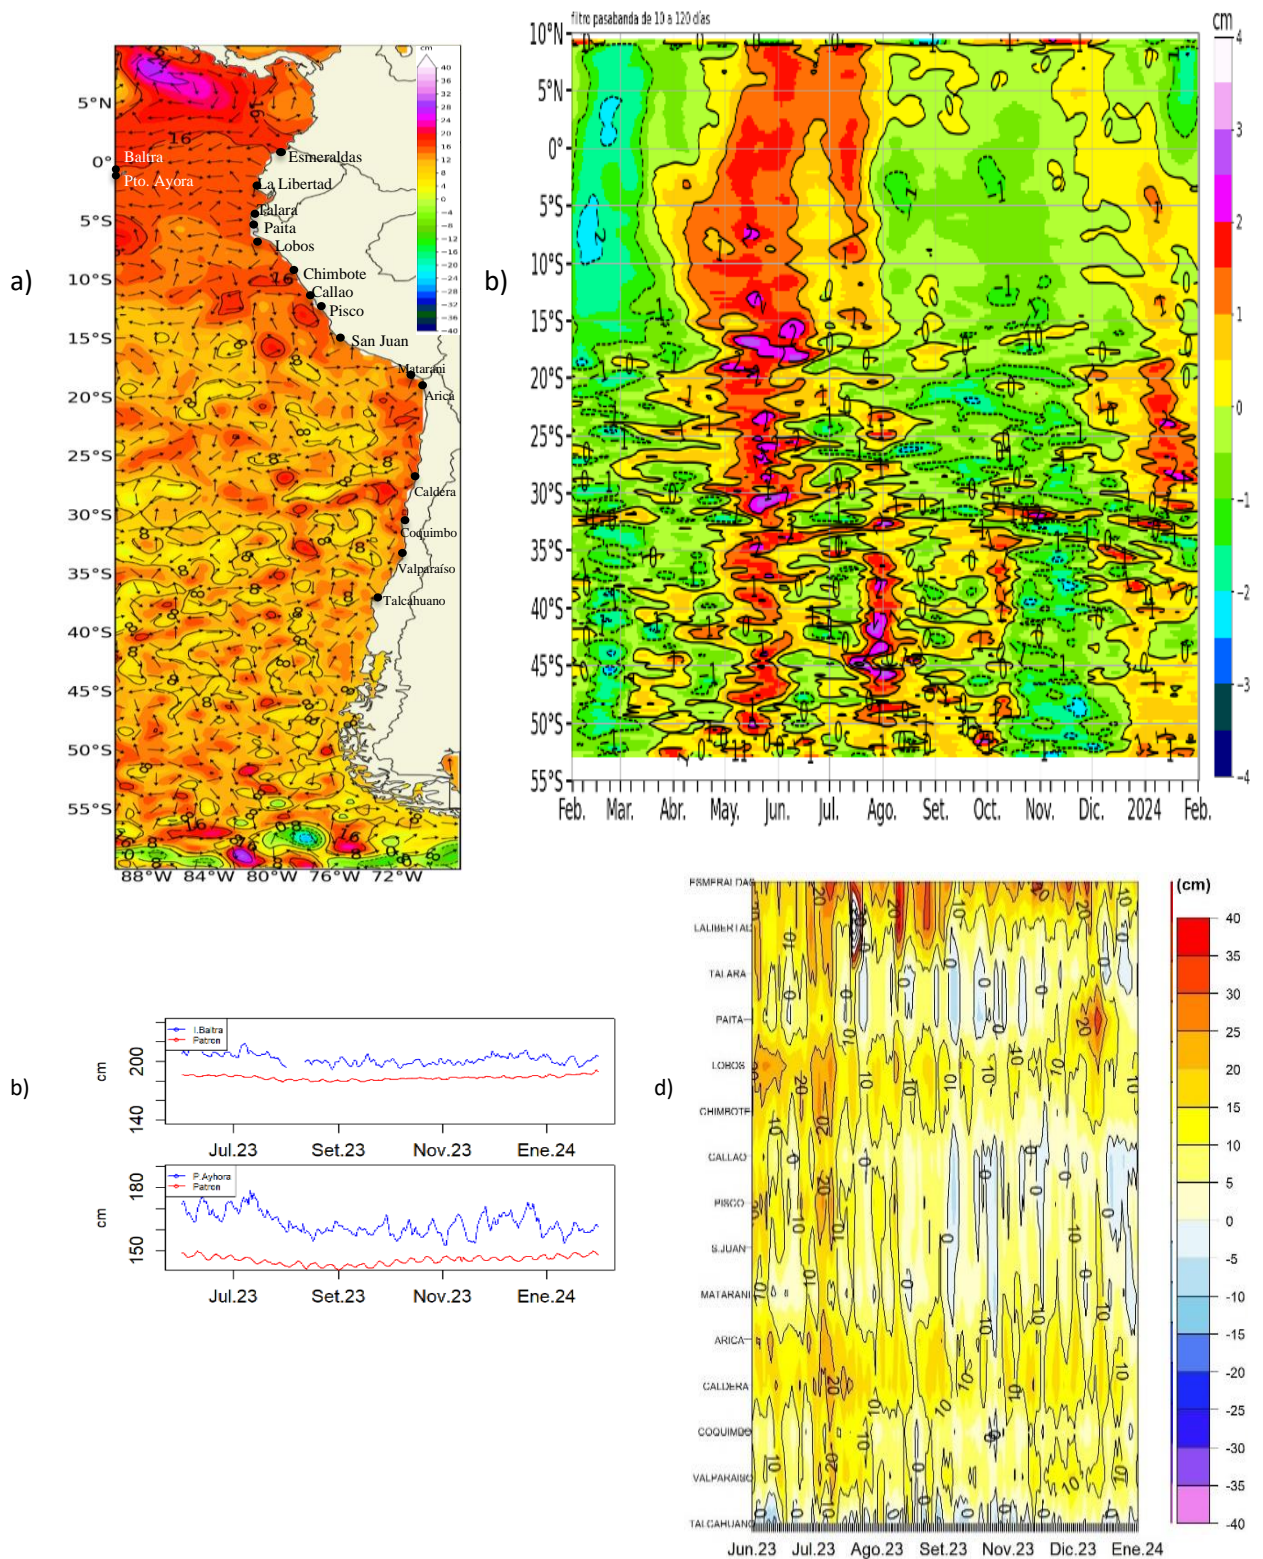 a)
cm
40
36
32
28
24
20
16
12
8
4
0
-4
-8
-12
-16
-20
-24
-28
-32
-36
-40
5°N
0°
5°S
10°S
15°S
20°S
25°S
30°S
35°S
40°S
45°S
50°S
55°S
88°W 84°W 80°W 76°W 72°W
Baltra
Pto. Ayora
Esmeraldas
La Libertad
Talara
Paita
Lobos
Chimbote
Callao
Pisco
San Juan
Matarani
Arica
Caldera
Coquimbo
Valparaíso
Talcahuano
16
16
16
b)
filtro pasabanda de 10 a 120 días
cm
4
3
2
1
0
-1
-2
-3
-4
10°N
5°N
0°
5°S
10°S
15°S
20°S
25°S
30°S
35°S
40°S
45°S
50°S
55°S
Feb. Mar. Abr. May. Jun. Jul. Ago. Set. Oct. Nov. Dic. 2024 Feb.
b)
I.Baltra
Patron
cm
200
140
Jul.23 Set.23 Nov.23 Ene.24
P.Ayhora
Patron
cm
180
150
Jul.23 Set.23 Nov.23 Ene.24
d)
ESMERALDAS
LALIBERTAD
TALARA
PAITA
LOBOS
CHIMBOTE
CALLAO
PISCO
S.JUAN
MATARANI
ARICA
CALDERA
COQUIMBO
VALPARAISO
TALCAHUANO
Jun.23 Jul.23 Ago.23 Set.23 Nov.23 Dic.23 Ene.24
(cm)
40
35
30
25
20
15
10
5
0
-5
-10
-15
-20
-25
-30
-35
-40